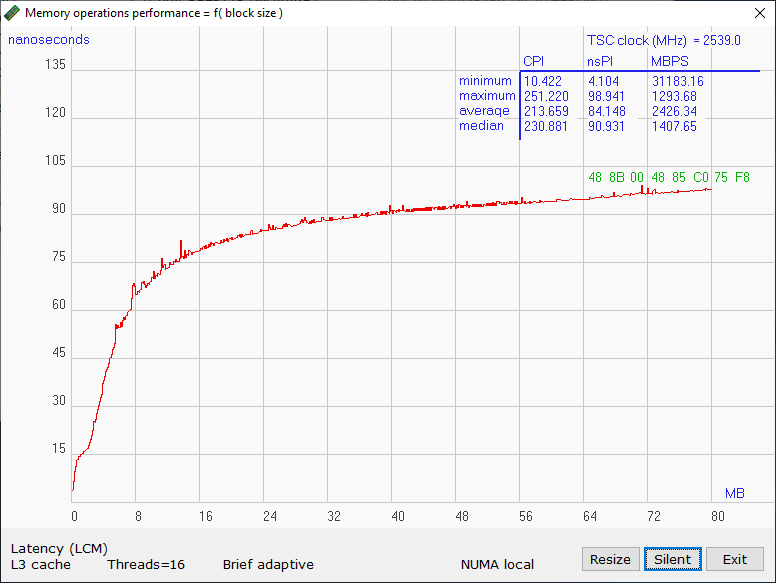 Memory operations performance = f( block size )
nanoseconds
TSC clock (MHz) = 2539.0
CPI nsPI MBPS
minimum 10.422 4.104 31183.16
maximum 251.220 98.941 1293.68
average 213.659 84.148 2426.34
median 230.881 90.931 1407.65
48 8B 00 48 85 C0 75 F8
135
120
105
90
75
60
45
30
15
MB
0 8 16 24 32 40 48 56 64 72 80
Latency (LCM)
L3 cache Threads=16 Brief adaptive NUMA local
Resize Silent Exit